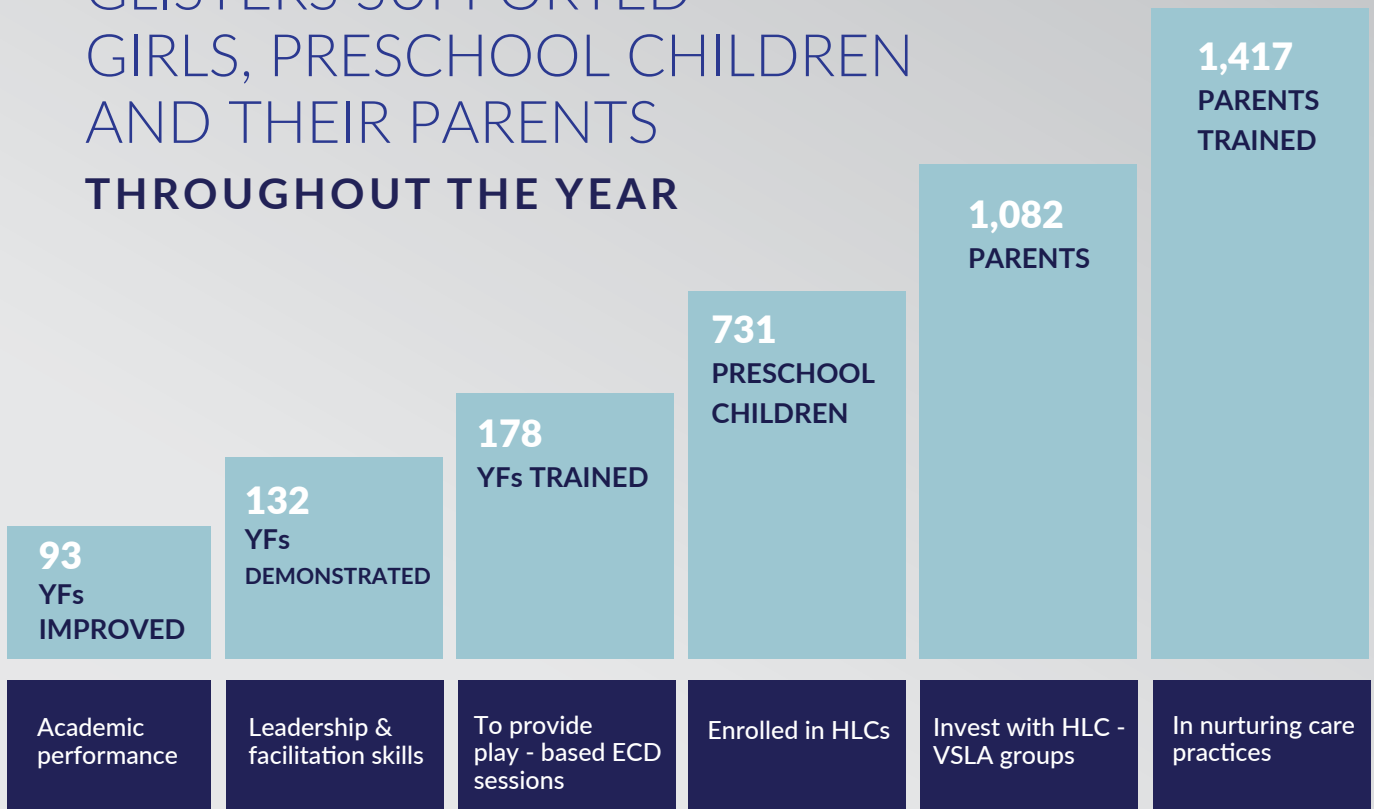 GIRLS, PRESCHOOL CHILDREN
AND THEIR PARENTS
THROUGHOUT THE YEAR
93
YFs
IMPROVED
Academic
performance
132
YFs
DEMONSTRATED
Leadership &
facilitation skills
178
YFs TRAINED
To provide
play - based ECD
sessions
731
PRESCHOOL
CHILDREN
Enrolled in HLCs
1,082
PARENTS
Invest with HLC -
VSLA groups
1,417
PARENTS
TRAINED
In nurturing care
practices